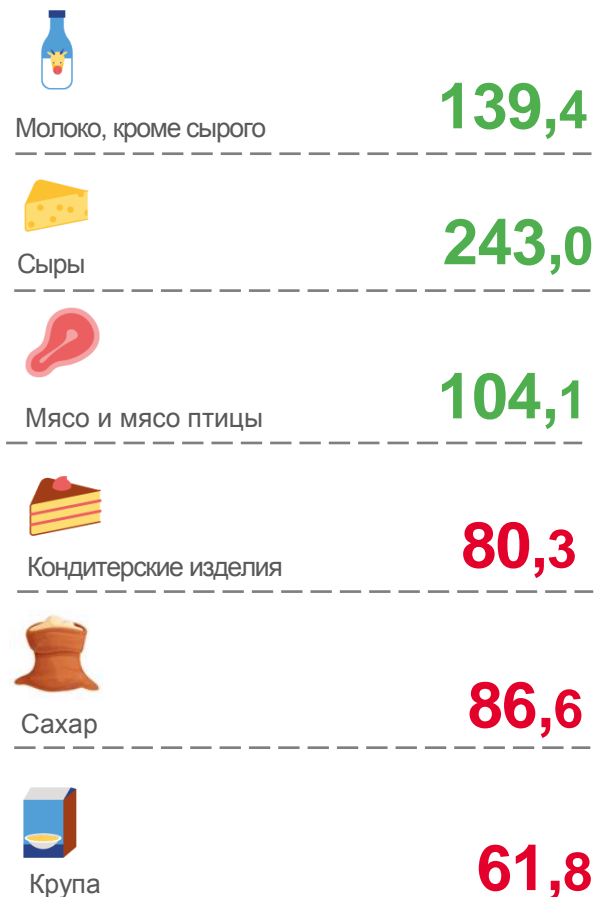 Молоко, кроме сырого 139,4
Сыры 243,0
Мясо и мясо птицы 104,1
Кондитерские изделия 80,3
Сахар 86,6
Крупа 61,8